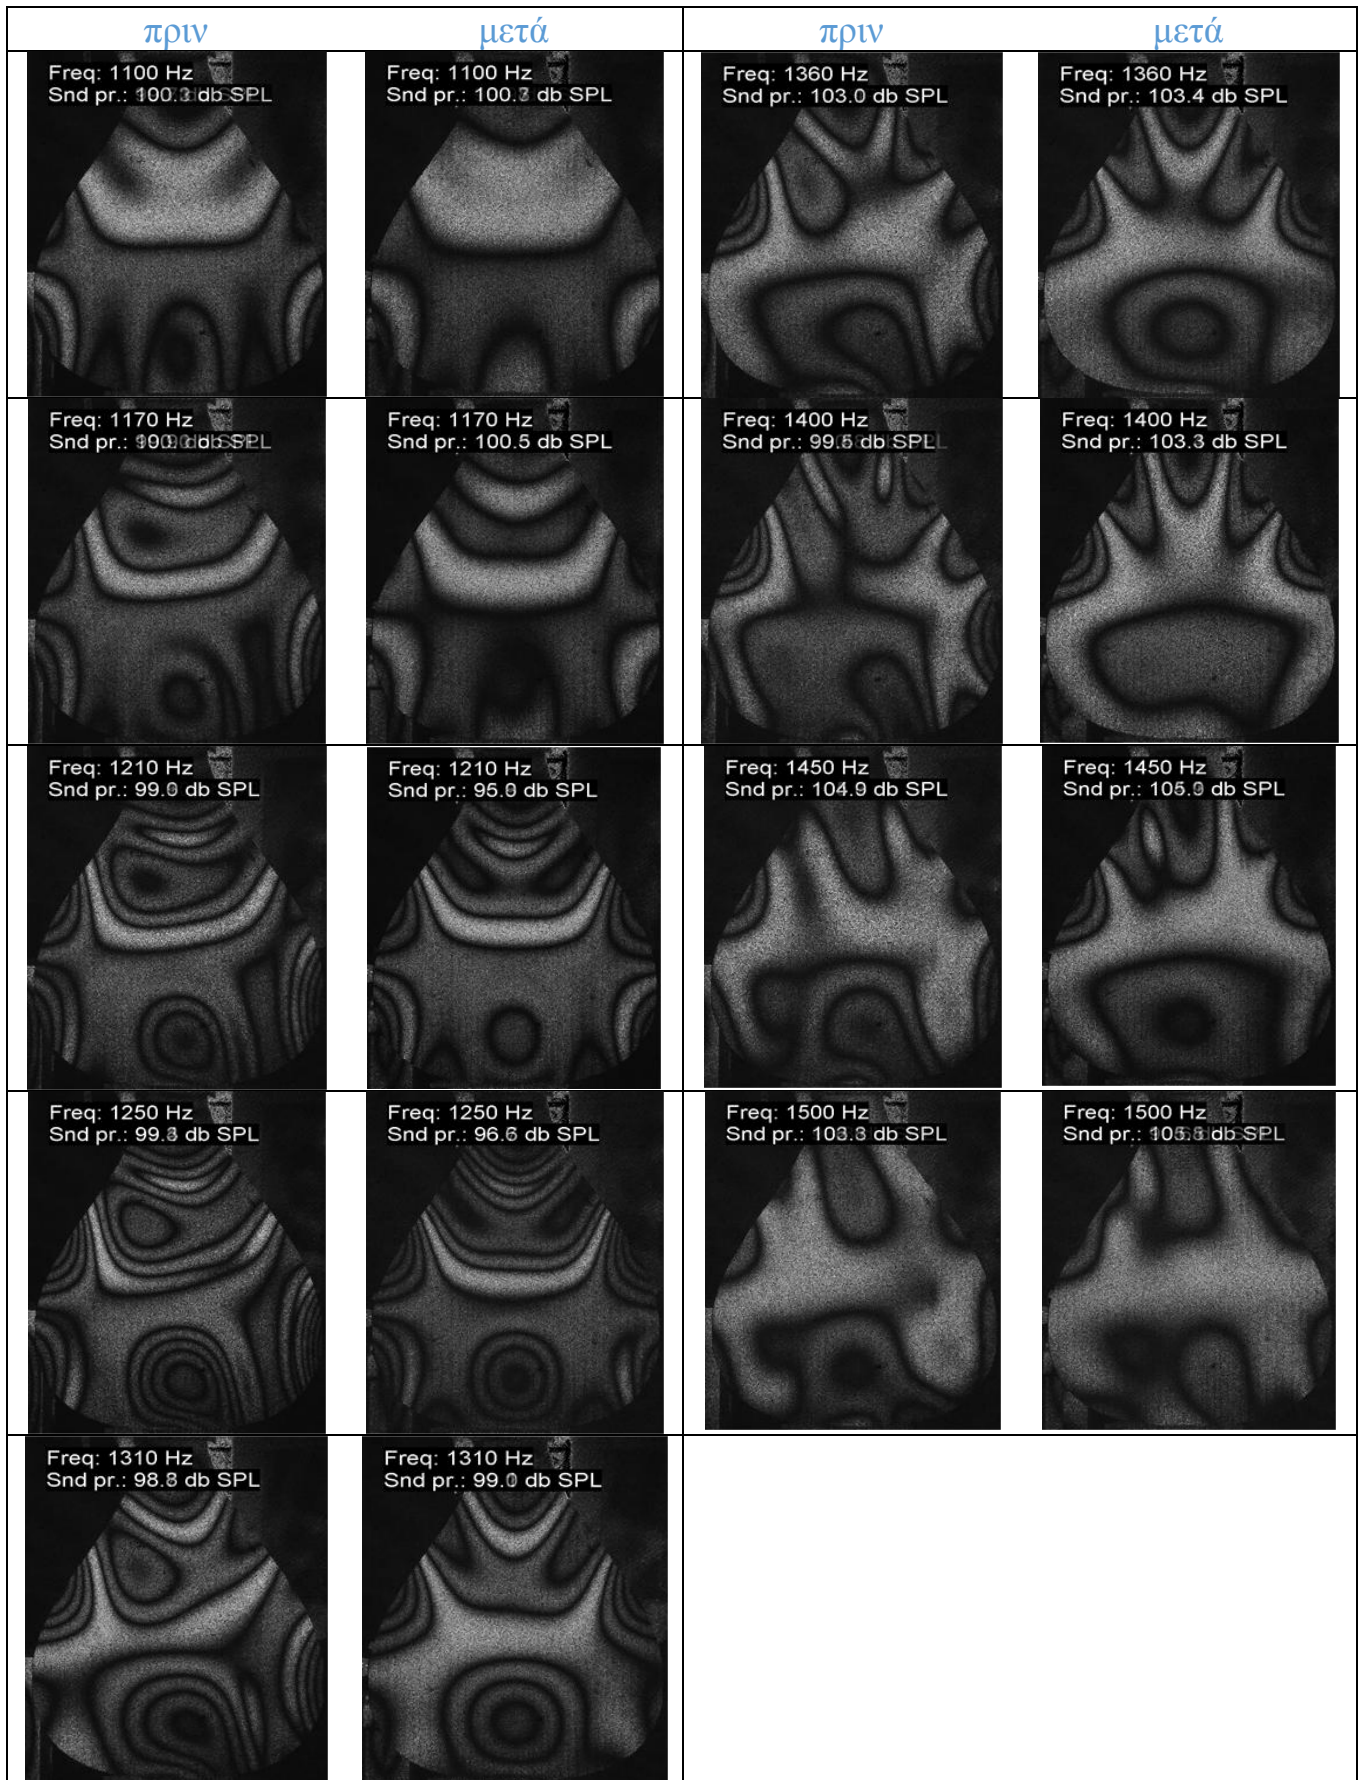 πριν
μετά
πριν
μετά
Freq: 1100 Hz
Snd pr.: db SPL
Freq: 1100 Hz
Snd pr.: db SPL
Freq: 1360 Hz
Snd pr.: 103.0 db SPL
Freq: 1360 Hz
Snd pr.: 103.4 db SPL
Freq: 1170 Hz
Snd pr.:
Freq: 1170 Hz
Snd pr.: 100.5 db SPL
Freq: 1400 Hz
Snd pr.: db SPL
Freq: 1400 Hz
Snd pr.: 103.3 db SPL
Freq: 1210 Hz
Snd pr.: db SPL
Freq: 1210 Hz
Snd pr.: db SPL
Freq: 1450 Hz
Snd pr.: 104.9 db SPL
Freq: 1450 Hz
Snd pr.: db SPL
Freq: 1250 Hz
Snd pr.: db SPL
Freq: 1250 Hz
Snd pr.: db SPL
Freq: 1500 Hz
Snd pr.: db SPL
Freq: 1500 Hz
Snd pr.: db SPL
Freq: 1310 Hz
Snd pr.: db SPL
Freq: 1310 Hz
Snd pr.: db SPL